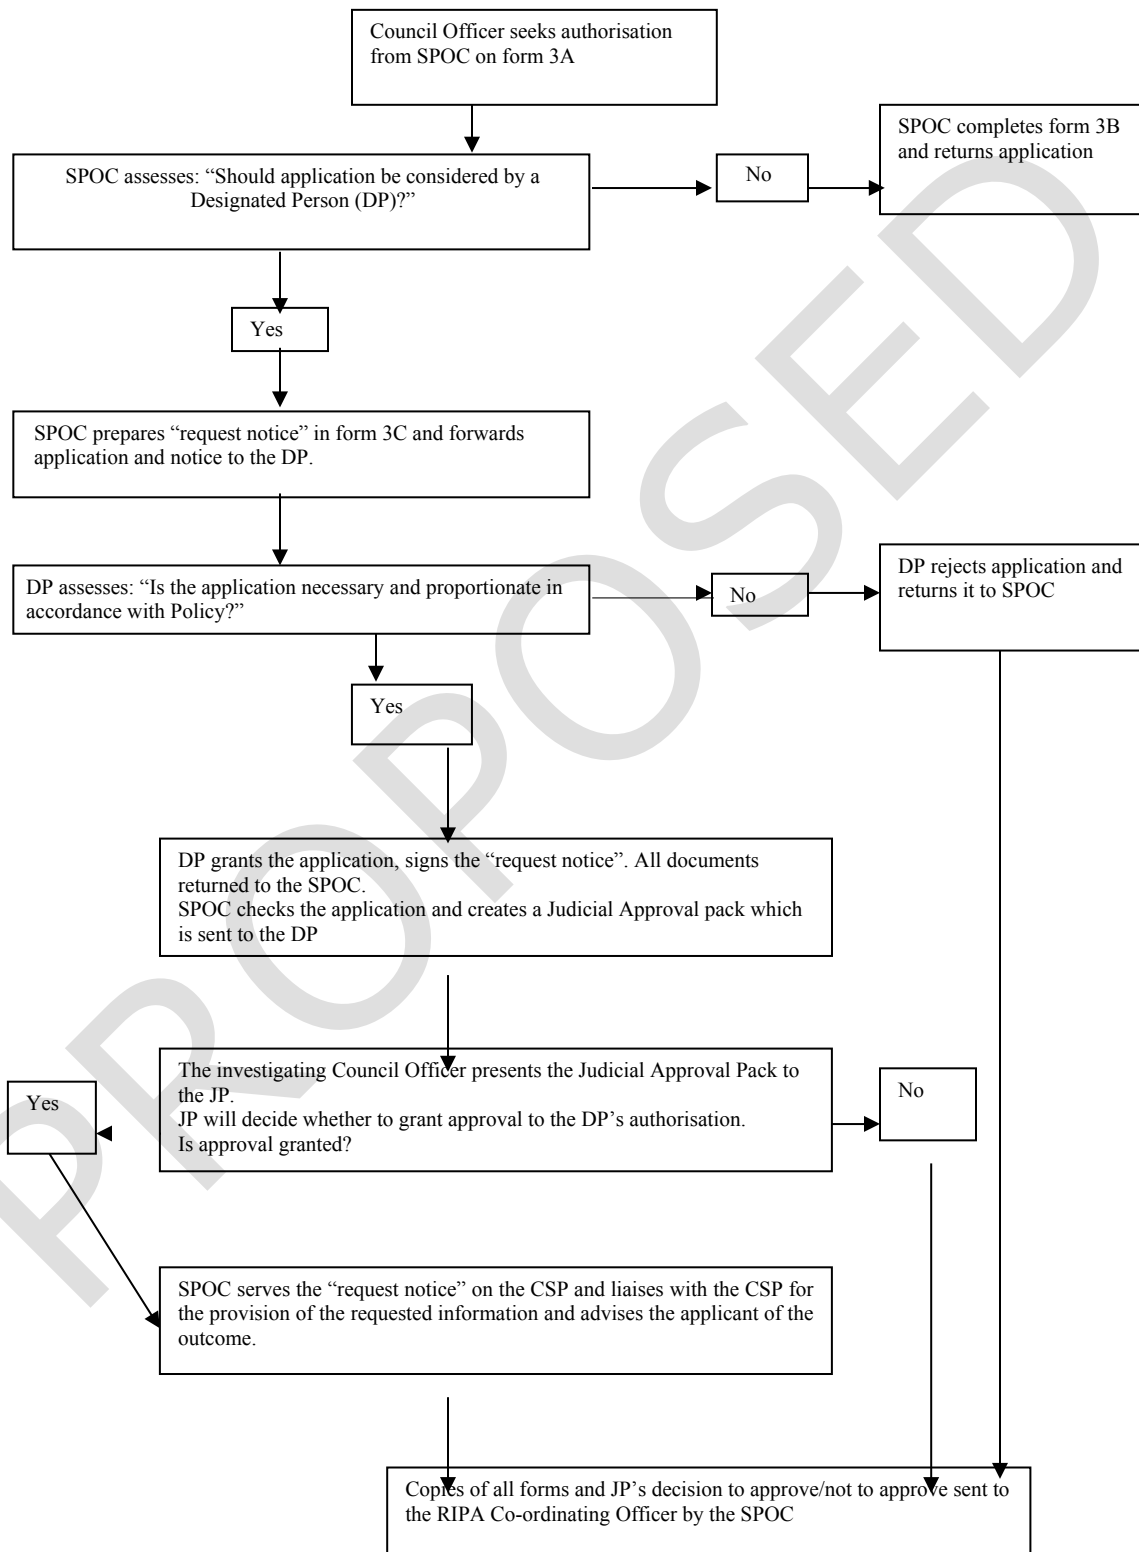 Council Officer seeks authorisation
from SPOC on form 3A
SPOC completes form 3B
and returns application
SPOC assesses: “Should application be considered by a
Designated Person (DP)?”
No
Yes
SPOC prepares “request notice” in form 3C and forwards
application and notice to the DP.
DP assesses: “Is the application necessary and proportionate in
accordance with Policy?”
No
DP rejects application and
returns it to SPOC
Yes
DP grants the application, signs the “request notice”. All documents
returned to the SPOC.
SPOC checks the application and creates a Judicial Approval pack which
is sent to the DP
The investigating Council Officer presents the Judicial Approval Pack to
the JP.
JP will decide whether to grant approval to the DP’s authorisation.
Is approval granted?
Yes
No
SPOC serves the “request notice” on the CSP and liaises with the CSP for
the provision of the requested information and advises the applicant of the
outcome.
Copies of all forms and JP’s decision to approve/not to approve sent to
the RIPA Co-ordinating Officer by the SPOC
PROPOSED